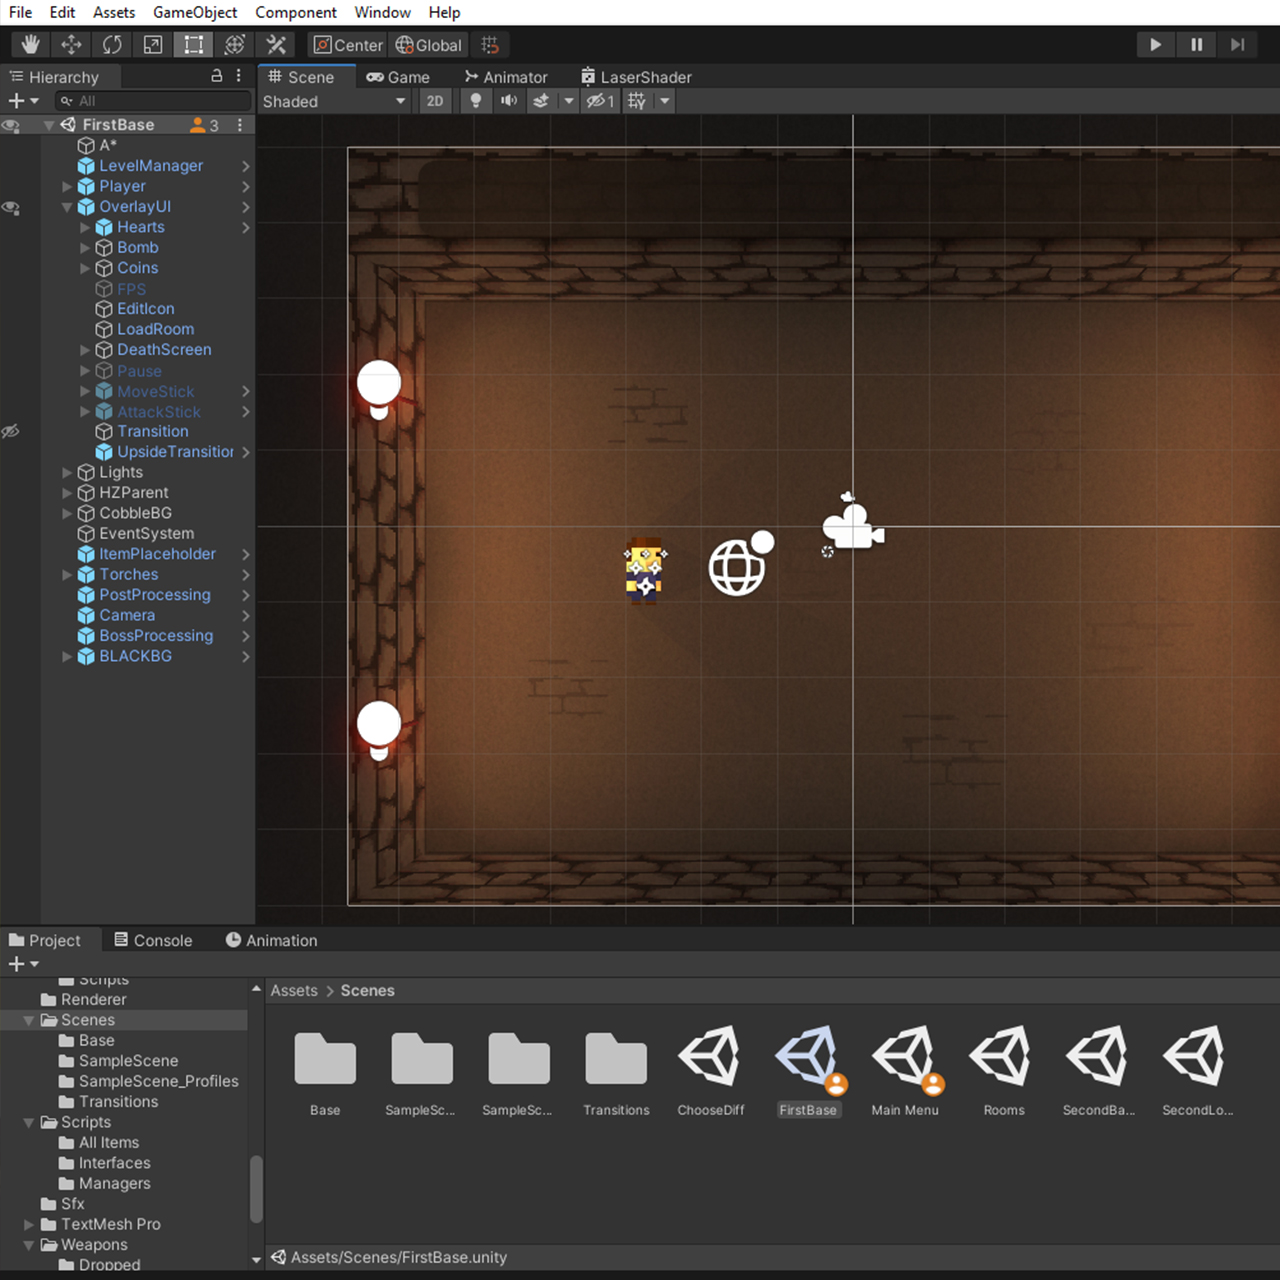 File Edit Assets GameObject Component Window Help
Center Global
Hierarchy
Scene Game Animator LaserShader
All
Shaded 2D 1
FirstBase 3
A*
LevelManager
Player
OverlayUI
Hearts
Bomb
Coins
FPS
EditIcon
LoadRoom
DeathScreen
Pause
MoveStick
AttackStick
Transition
UpsideTransition
Lights
HZParent
CobbleBG
EventSystem
ItemPlaceholder
Torches
PostProcessing
Camera
BossProcessing
BLACKBG
Project Console Animation
Scripts
Renderer
Scenes
Base
SampleScene
SampleScene_Profiles
Transitions
Scripts
All Items
Interfaces
Managers
Sfx
TextMesh Pro
Weapons
Dropped
Assets > Scenes
Base SampleSc... SampleSc... Transitions ChooseDiff FirstBase Main Menu Rooms SecondBa... SecondLo...
Assets/Scenes/FirstBase.unity